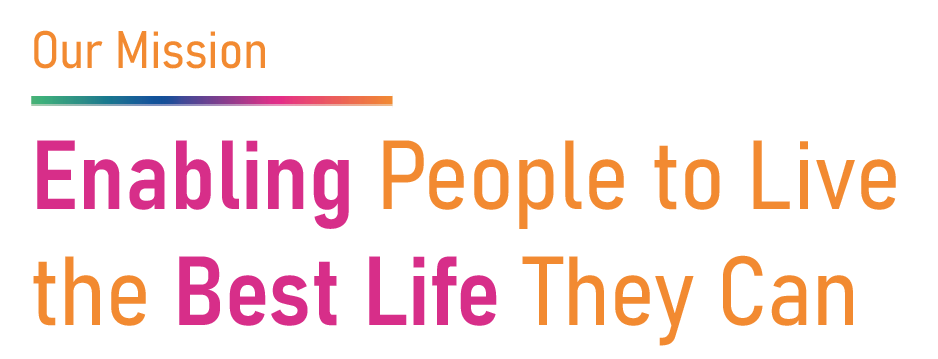 Our Mission
Enabling People to Live
the Best Life They Can